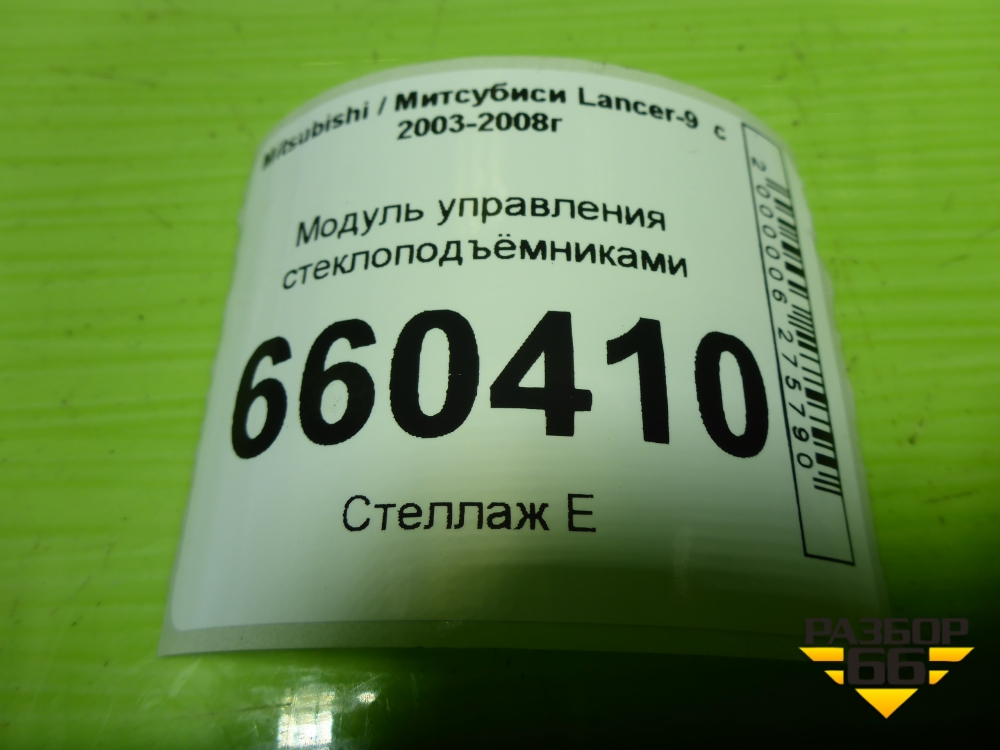 Mitsubishi / Митсубиси Lancer-9 с
2003-2008г
Модуль управления
стеклоподъёмниками
660410
Стеллаж Е
2000006275790
РАЗБОР
66